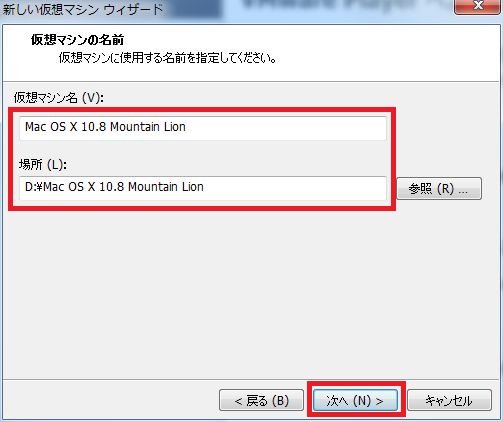 VMware Player
新しい仮想マシン ウィザード
仮想マシンの名前
仮想マシンに使用する名前を指定してください。
仮想マシン名 (V):
Mac OS X 10.8 Mountain Lion
場所 (L):
D:¥Mac OS X 10.8 Mountain Lion
参照 (R) ...
< 戻る (B)
次へ (N) >
キャンセル